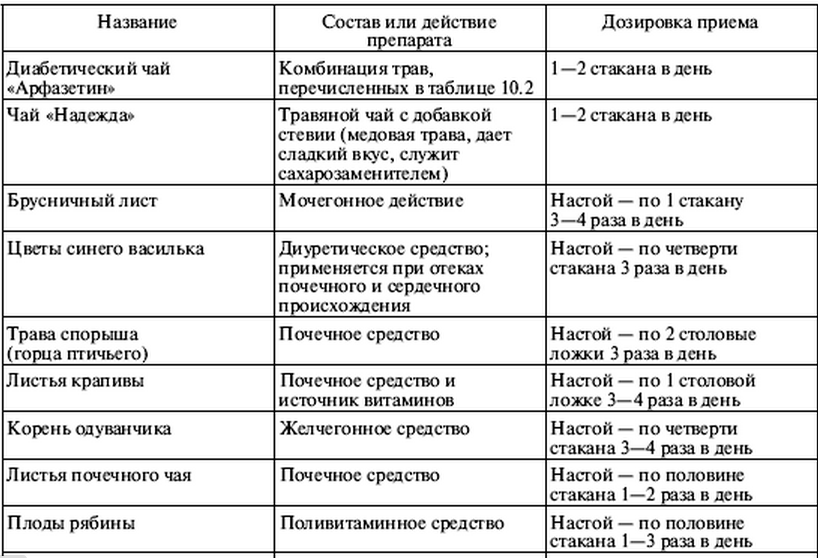 Название
Состав или действие
препарата
Дозировка приема
Диабетический чай
«Арфазетин»
Комбинация трав,
перечисленных в таблице 10.2
1—2 стакана в день
Чай «Надежда»
Травяной чай с добавкой
стевии (медовая трава, дает
сладкий вкус, служит
сахарозаменителем)
1—2 стакана в день
Брусничный лист
Мочегонное действие
Настой — по 1 стакану
3—4 раза в день
Цветы синего василька
Диуретическое средство;
применяется при отеках
почечного и сердечного
происхождения
Настой — по четверти
стакана 3 раза в день
Трава спорыша
(горца птичьего)
Почечное средство
Настой — по 2 столовые
ложки 3 раза в день
Листья крапивы
Почечное средство и
источник витаминов
Настой — по 1 столовой
ложке 3—4 раза в день
Корень одуванчика
Желчегонное средство
Настой — по четверти
стакана 3—4 раза в день
Листья почечного чая
Почечное средство
Настой — по половине
стакана 1—2 раза в день
Плоды рябины
Поливитаминное средство
Настой — по половине
стакана 1—3 раза в день